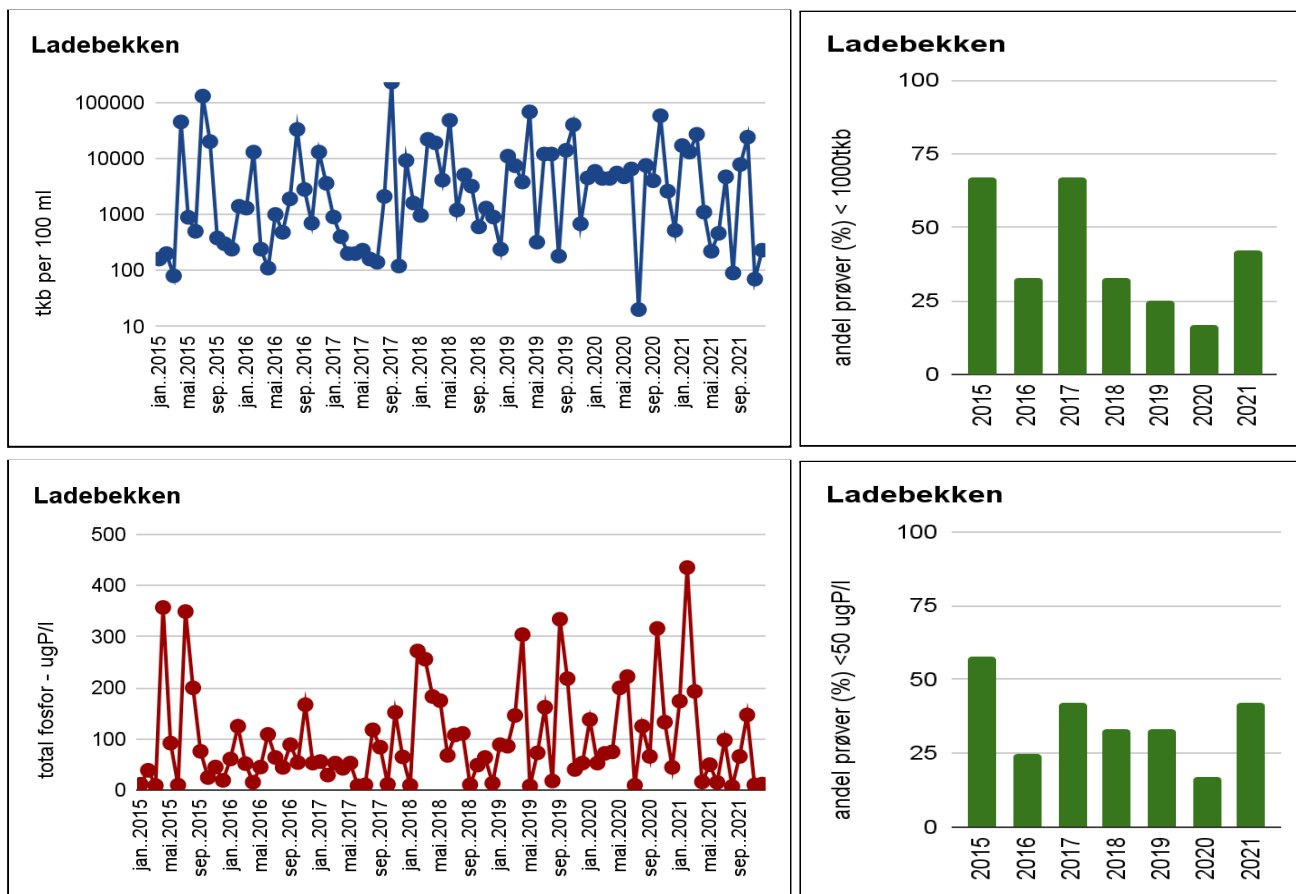 Ladebekken
tkb per 100 ml
100000
10000
1000
100
10
jan..2015
mai.2015
sep..2015
jan..2016
mai.2016
sep..2016
jan..2017
mai.2017
sep..2017
jan..2018
mai.2018
sep..2018
jan..2019
mai.2019
sep..2019
jan..2020
mai.2020
sep..2020
jan..2021
mai.2021
sep..2021
Ladebekken
andel prøver (%) < 1000tkb
100
75
50
25
0
2015
2016
2017
2018
2019
2020
2021
Ladebekken
total fosfor - ugP/l
500
400
300
200
100
0
jan..2015
mai.2015
sep..2015
jan..2016
mai.2016
sep..2016
jan..2017
mai.2017
sep..2017
jan..2018
mai.2018
sep..2018
jan..2019
mai.2019
sep..2019
jan..2020
mai.2020
sep..2020
jan..2021
mai.2021
sep..2021
Ladebekken
andel prøver (%) <50 ugP/l
100
75
50
25
0
2015
2016
2017
2018
2019
2020
2021